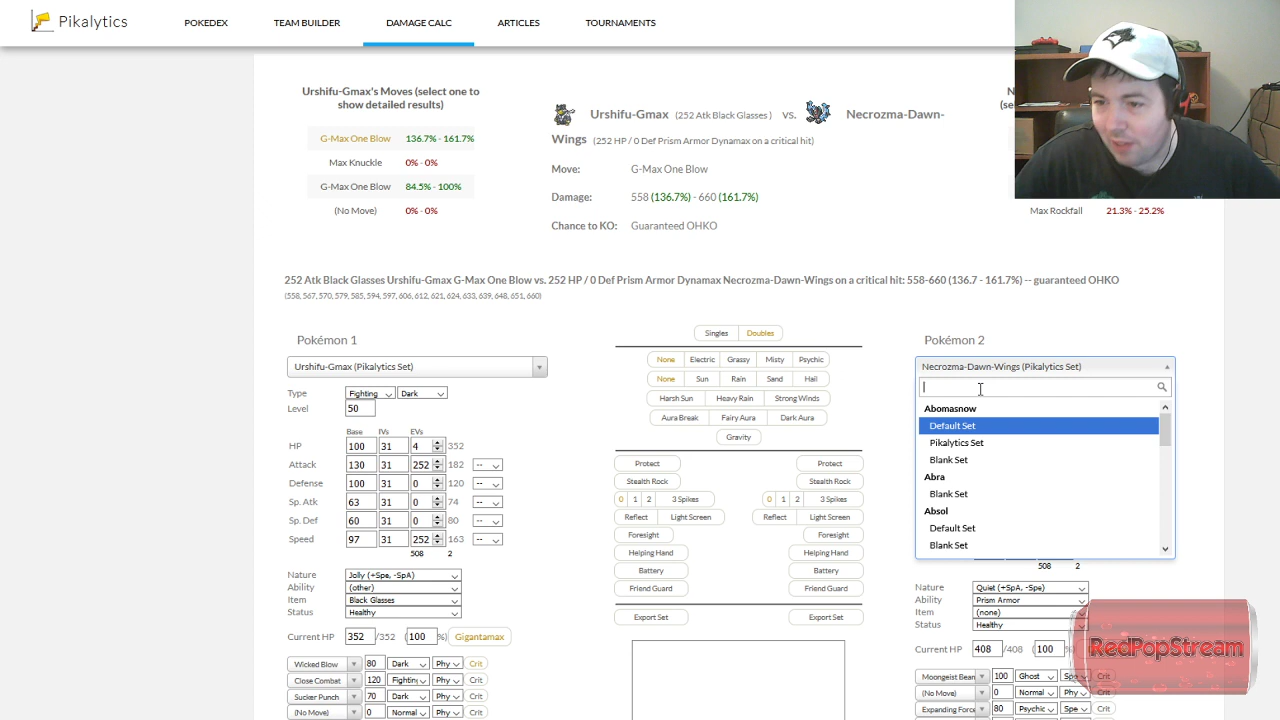 Pikalytics
POKEDEX TEAM BUILDER DAMAGE CALC ARTICLES TOURNAMENTS
Urshifu-Gmax's Moves (select one to
show detailed results)
G-Max One Blow 136.7% - 161.7%
Max Knuckle 0% - 0%
G-Max One Blow 84.5% - 100%
(No Move) 0% - 0%
Urshifu-Gmax (252 Atk Black Glasses ) vs. Necrozma-Dawn-
Wings (252 HP / 0 Def Prism Armor Dynamax on a critical hit)
Move: G-Max One Blow
Damage: 558 (136.7%) - 660 (161.7%)
Chance to KO: Guaranteed OHKO
Max Rockfall 21.3% - 25.2%
252 Atk Black Glasses Urshifu-Gmax G-Max One Blow vs. 252 HP / 0 Def Prism Armor Dynamax Necrozma-Dawn-Wings on a critical hit: 558-660 (136.7 - 161.7%) -- guaranteed OHKO
(558, 567, 570, 579, 585, 594, 597, 606, 612, 621, 624, 633, 639, 648, 651, 660)
Pokémon 1
Urshifu-Gmax (Pikalytics Set)
Type Fighting Dark
Level 50
Base IVs EVs
HP 100 31 4 352
Attack 130 31 252 182 --
Defense 100 31 0 120 --
Sp. Atk 63 31 0 74 --
Sp. Def 60 31 0 80 --
Speed 97 31 252 163 --
508 2
Nature Jolly (+Spe, -SpA)
Ability (other)
Item Black Glasses
Status Healthy
Current HP 352 /352 ( 100 %) Gigantamax
Wicked Blow 80 Dark Phy Crit
Close Combat 120 Fighting Phy Crit
Sucker Punch 70 Dark Phy Crit
(No Move) 0 Normal Phy Crit
Singles Doubles
None Electric Grassy Misty Psychic
None Sun Rain Sand Hail
Harsh Sun Heavy Rain Strong Winds
Aura Break Fairy Aura Dark Aura
Gravity
Protect Protect
Stealth Rock Stealth Rock
0 1 2 3 Spikes 0 1 2 3 Spikes
Reflect Light Screen Reflect Light Screen
Foresight Foresight
Helping Hand Helping Hand
Battery Battery
Friend Guard Friend Guard
Export Set Export Set
Pokémon 2
Necrozma-Dawn-Wings (Pikalytics Set)
Abomasnow
Default Set
Pikalytics Set
Blank Set
Abra
Blank Set
Absol
Default Set
Blank Set
508 2
Nature Quiet (+SpA, -Spe)
Ability Prism Armor
Item (none)
Status Healthy
Current HP 408 /408 ( 100
Moongeist Beam 100 Ghost Spe Crit
(No Move) 0 Normal Phy Crit
Expanding Force 80 Psychic Spe Crit
RedPopStream